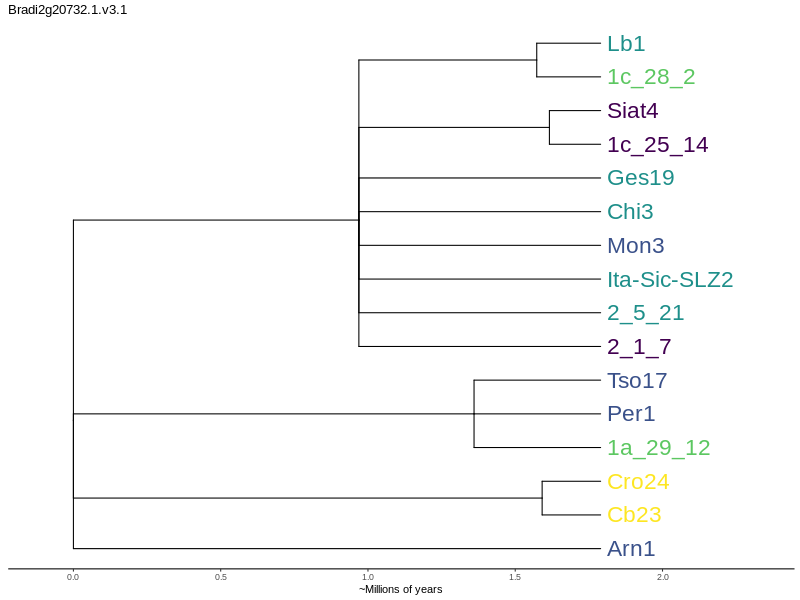 Bradi2g20732.1.v3.1
Lb1
1c_28_2
Siat4
1c_25_14
Ges19
Chi3
Mon3
Ita-Sic-SLZ2
2_5_21
2_1_7
Tso17
Per1
1a_29_12
Cro24
Cb23
Arn1
0.0 0.5 1.0 1.5 2.0
~Millions of years